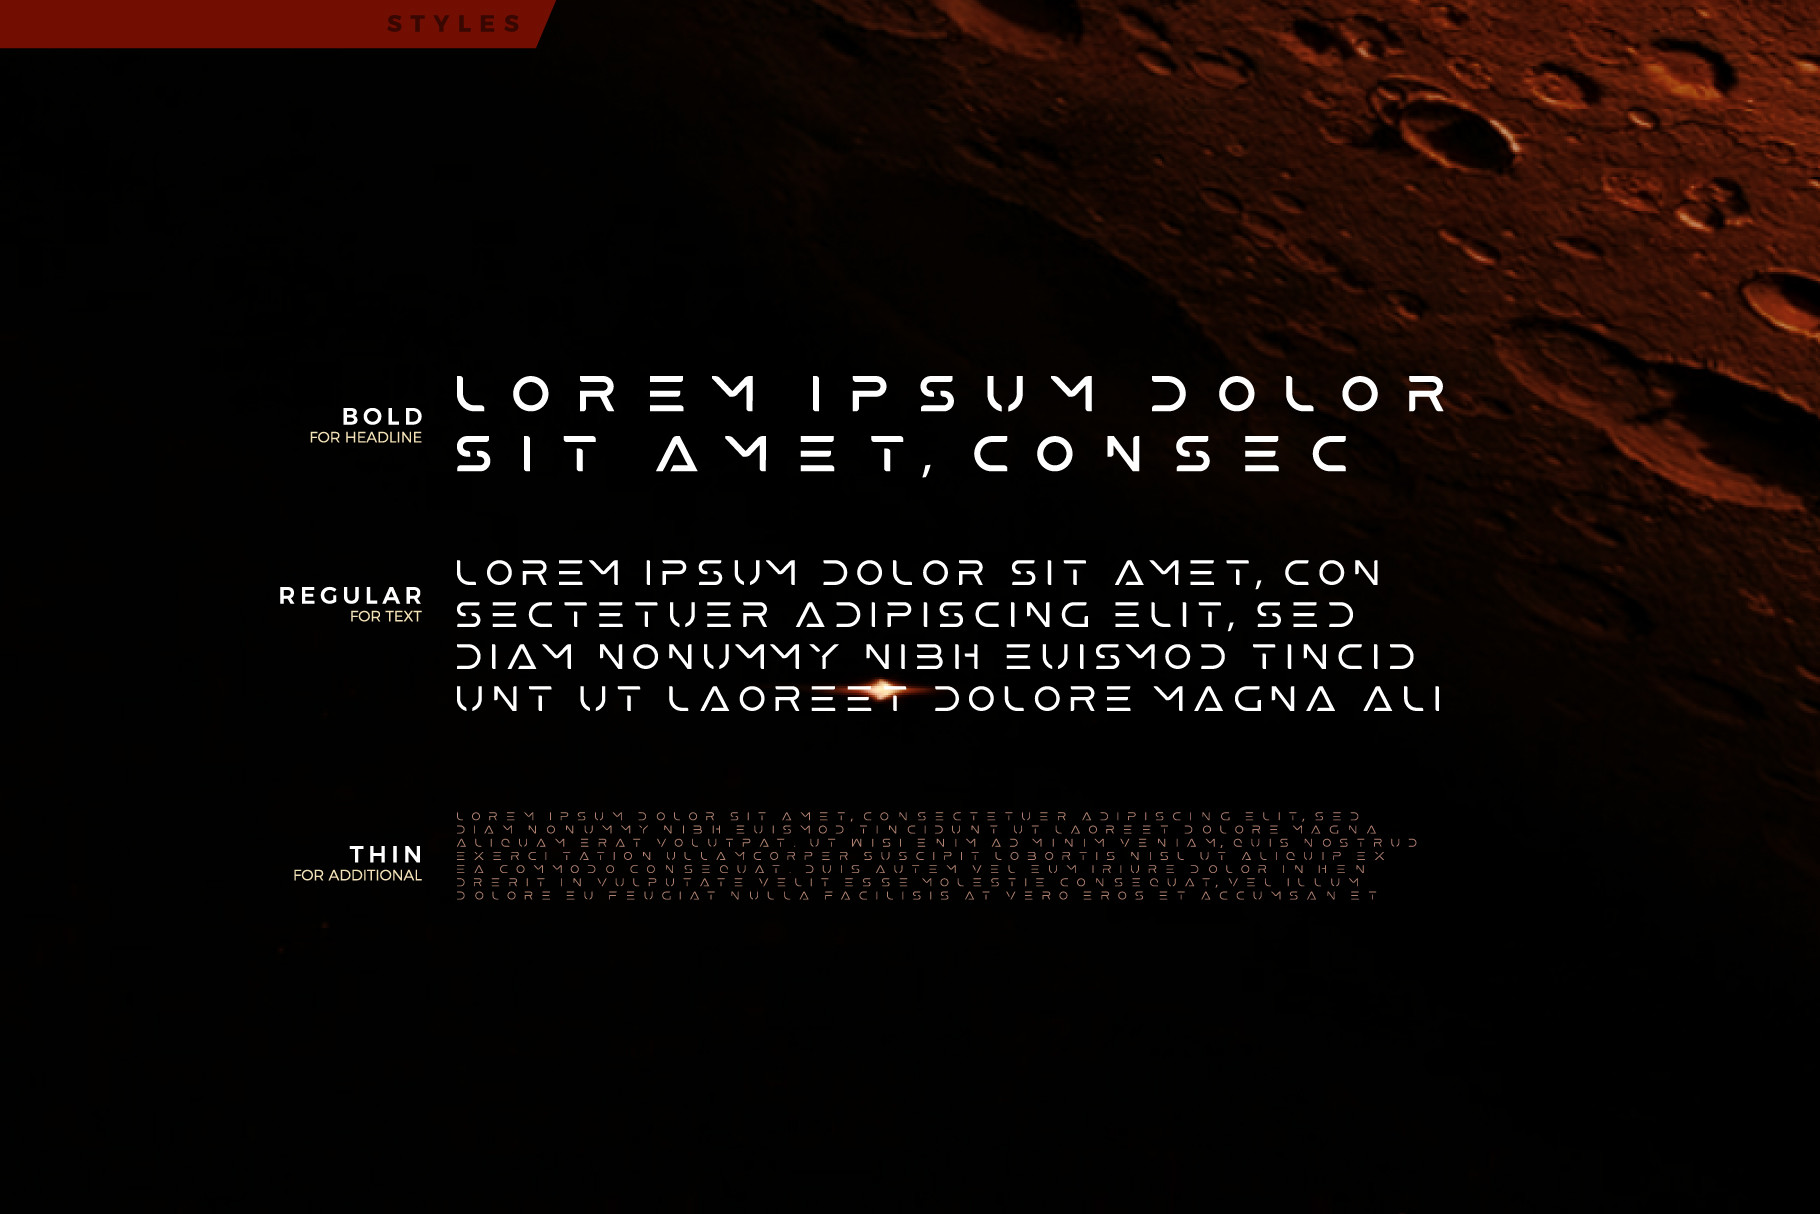 STYLES
BOLD
FOR HEADLINE
LOREM IPSUM DOLOR
SIT AMET, CONSEC
REGULAR
FOR TEXT
LOREM IPSUM DOLOR SIT AMET, CON
SECTETUER ADIPISCING ELIT, SED
DIAM NONUMMY NIBH EUISMOD TINCID
UNT UT LAOREET DOLORE MAGNA ALI
THIN
FOR ADDITIONAL
LOREM IPSUM DOLOR SIT AMET, CONSECTETUER ADIPISCING ELIT, SED
DIAM NONUMMY NIBH EUISMOD TINCIDUNT UT LAOREET DOLORE MAGNA
ALIQUAM ERAT VOLUTPAT. UT WISI ENIM AD MINIM VENIAM, QUIS NOSTRUD
EXERCI TATION ULLAMCORPER SUSCIPIT LOBORTIS NISL UT ALIQUIP EX
EA COMMODO CONSEQUAT. DUIS AUTEM VEL EUM IRIURE DOLOR IN HEN
DRERIT IN VULPUTATE VELIT ESSE MOLESTIE CONSEQUAT, VEL ILLUM
DOLORE EU FEUGIAT NULLA FACILISIS AT VERO EROS ET ACCUMSAN ET